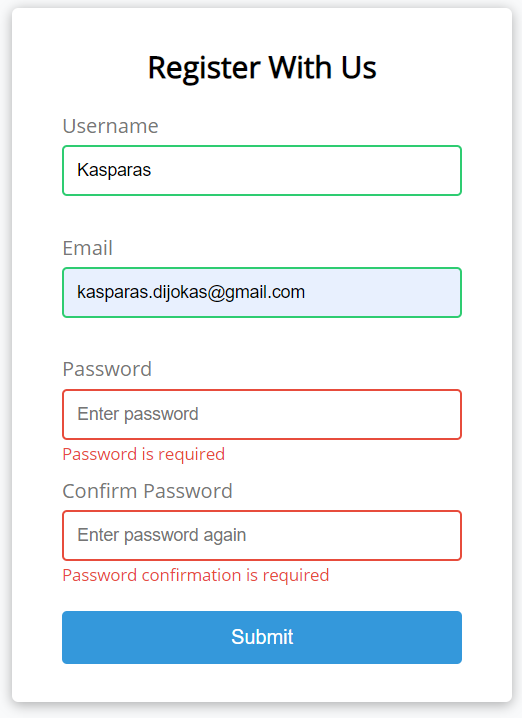 Register With Us
Username
Kasparas
Email
kasparas.dijokas@gmail.com
Password
Enter password
Password is required
Confirm Password
Enter password again
Password confirmation is required
Submit